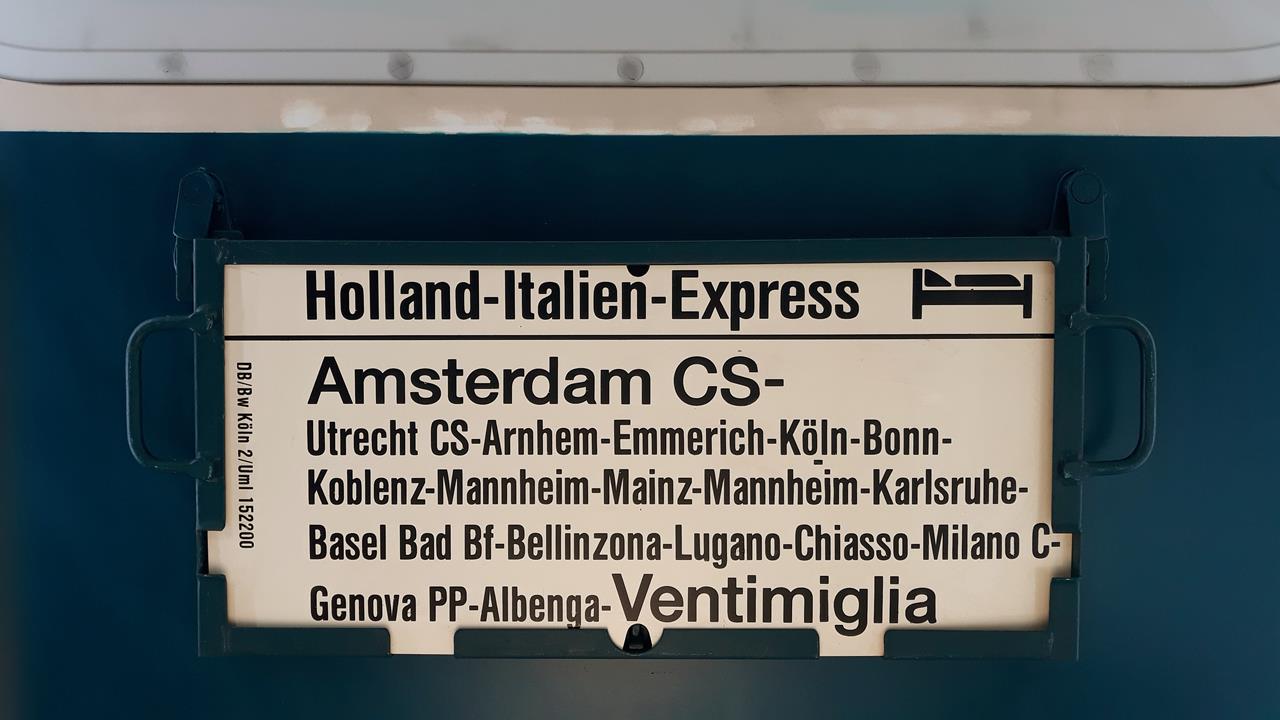 Holland-Italien-Express
Amsterdam CS-
Utrecht CS-Arnhem-Emmerich-Köln-Bonn-
Koblenz-Mannheim-Mainz-Mannheim-Karlsruhe-
Basel Bad Bf-Bellinzona-Lugano-Chiasso-Milano C-
Genova PP-Albenga-Ventimiglia
DB/Bw Köln 2/Uml 152200